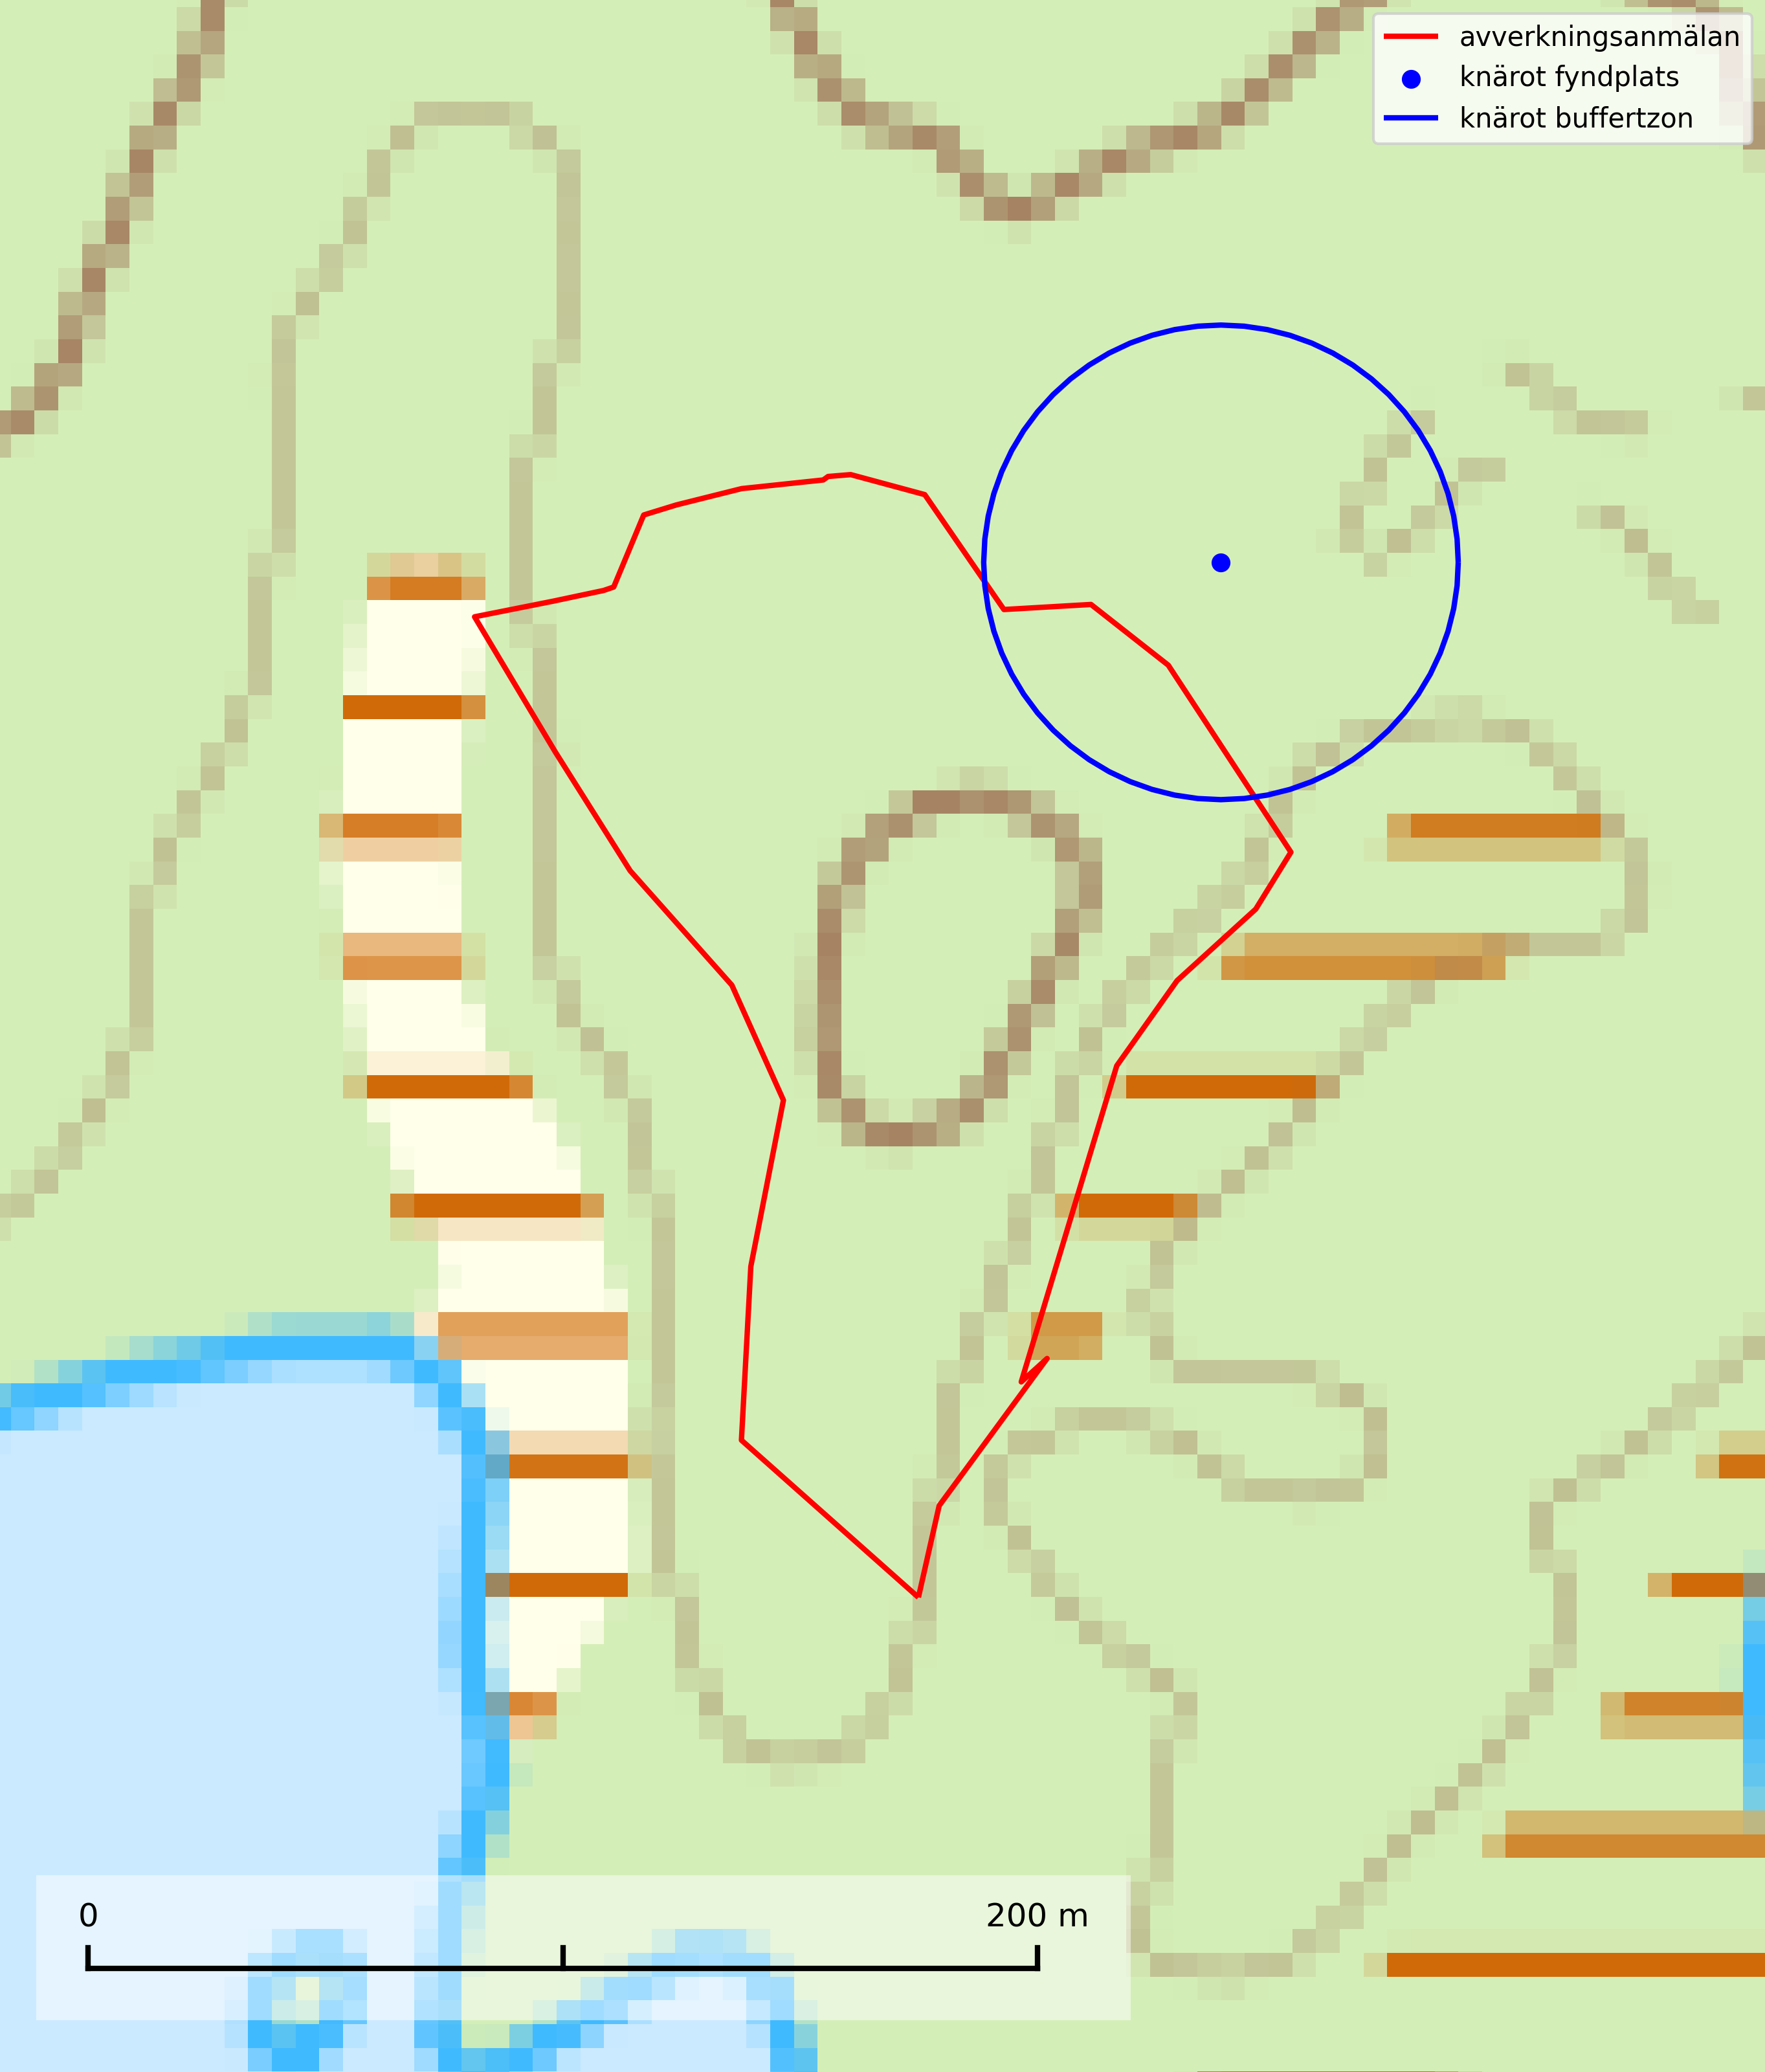 avverkningsanmälan
knärot fyndplats
knärot buffertzon
0 200 m